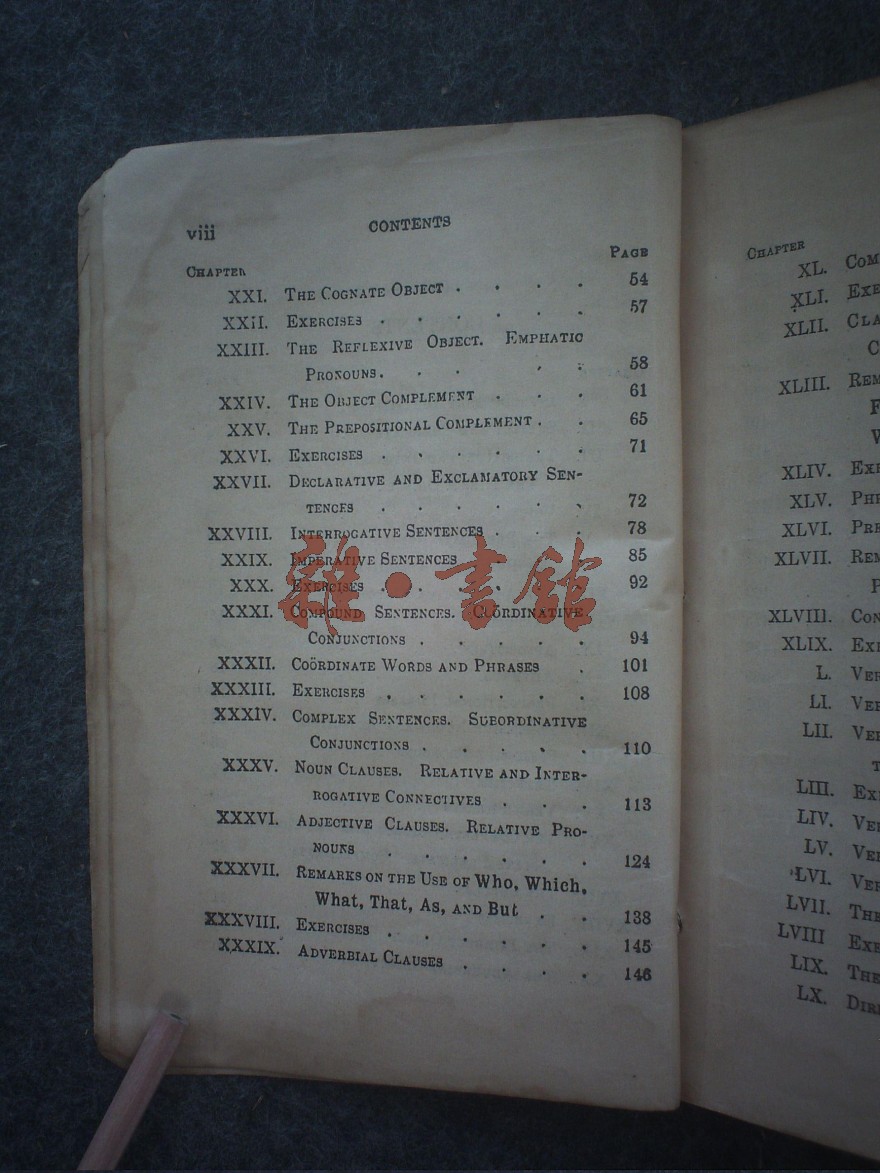 viii CONTENTS
CHAPTER PAGE
XXI. THE COGNATE OBJECT . . . . 54
XXII. EXERCISES . . . . . . 57
XXIII. THE REFLEXIVE OBJECT. EMPHATIC
PRONOUNS. . . . . 58
XXIV. THE OBJECT COMPLEMENT . . . 61
XXV. THE PREPOSITIONAL COMPLEMENT . . 65
XXVI. EXERCISES . . . . . . 71
XXVII. DECLARATIVE AND EXCLAMATORY SEN-
TENCES . . . . . . 72
XXVIII. INTERROGATIVE SENTENCES . . . 78
XXIX. IMPERATIVE SENTENCES . . . . 85
XXX. EXERCISES . . . . . . 92
XXXI. COMPOUND SENTENCES. COÖRDINATIVE
CONJUNCTIONS . . . . . 94
XXXII. COÖRDINATE WORDS AND PHRASES . 101
XXXIII. EXERCISES . . . . . . 108
XXXIV. COMPLEX SENTENCES. SUBORDINATIVE
CONJUNCTIONS . . . . . 110
XXXV. NOUN CLAUSES. RELATIVE AND INTER-
ROGATIVE CONNECTIVES . . . 113
XXXVI. ADJECTIVE CLAUSES. RELATIVE PRO-
NOUNS . . . . . . 124
XXXVII. REMARKS ON THE USE OF Who, Which,
What, That, As, AND But . . 138
XXXVIII. EXERCISES . . . . . . 145
XXXIX. ADVERBIAL CLAUSES . . . . 146
雜·書館
CHAPTER
XL.
XLI.
XLII.
XLIII.
XLIV.
XLV.
XLVI.
XLVII.
XLVIII.
XLIX.
L.
LI.
LII.
LIII.
LIV.
LV.
LVI.
LVII. THE
LVIII
LIX. THE
LX.